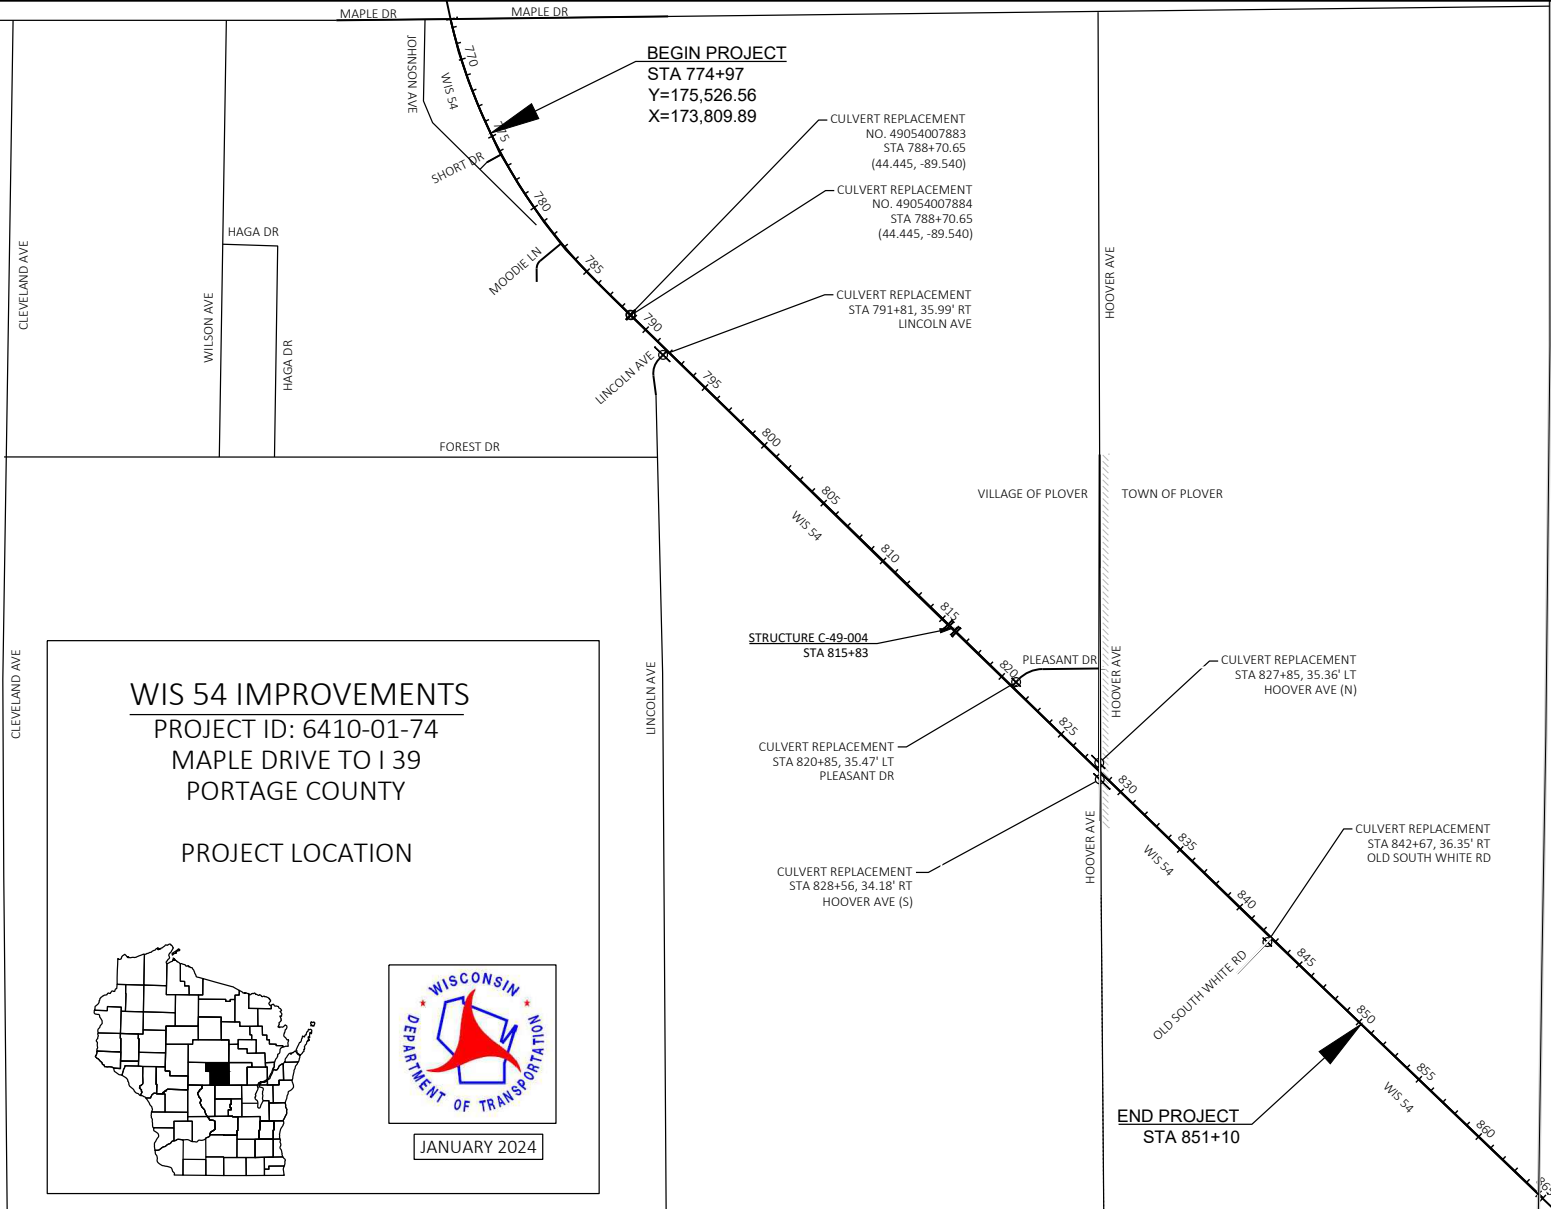 MAPLE DR
MAPLE DR
JOHNSON AVE
WIS 54
770
BEGIN PROJECT
STA 774+97
Y=175,526.56
X=173,809.89
775
SHORT DR
780
CULVERT REPLACEMENT
NO. 49054007883
STA 788+70.65
(44.445, -89.540)
CULVERT REPLACEMENT
NO. 49054007884
STA 788+70.65
(44.445, -89.540)
HAGA DR
CLEVELAND AVE
WILSON AVE
HAGA DR
MOODIE LN
785
HOOVER AVE
CULVERT REPLACEMENT
STA 791+81, 35.99' RT
LINCOLN AVE
790
LINCOLN AVE
795
FOREST DR
800
805
WIS 54
VILLAGE OF PLOVER
TOWN OF PLOVER
810
815
STRUCTURE C-49-004
STA 815+83
PLEASANT DR
820
HOOVER AVE
CULVERT REPLACEMENT
STA 827+85, 35.36' LT
HOOVER AVE (N)
CLEVELAND AVE
LINCOLN AVE
825
CULVERT REPLACEMENT
STA 820+85, 35.47' LT
PLEASANT DR
830
WIS 54 IMPROVEMENTS
PROJECT ID: 6410-01-74
MAPLE DRIVE TO I 39
PORTAGE COUNTY
PROJECT LOCATION
HOOVER AVE
835
WIS 54
CULVERT REPLACEMENT
STA 842+67, 36.35' RT
OLD SOUTH WHITE RD
CULVERT REPLACEMENT
STA 828+56, 34.18' RT
HOOVER AVE (S)
840
845
OLD SOUTH WHITE RD
850
WISCONSIN
DEPARTMENT OF TRANSPORTATION
JANUARY 2024
855
WIS 54
END PROJECT
STA 851+10
860
865